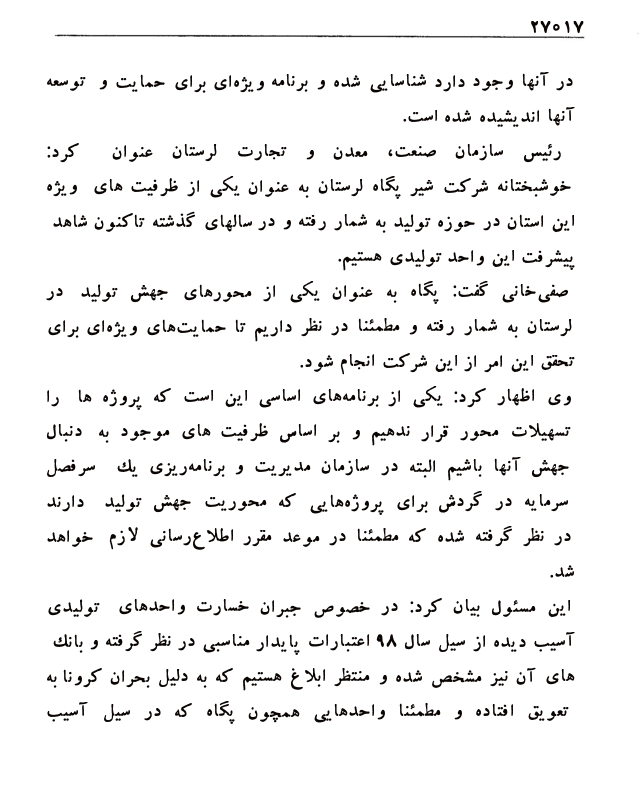 ۲۷۰۱۷
در آنها وجود دارد شناسایی شده و برنامه ویژه‌ای برای حمایت و توسعه
آنها اندیشیده شده است.
رئیس سازمان صنعت، معدن و تجارت لرستان عنوان کرد:
خوشبختانه شرکت شیر پگاه لرستان به عنوان یکی از ظرفیت های ویژه
این استان در حوزه تولید به شمار رفته و در سالهای گذشته تاکنون شاهد
پیشرفت این واحد تولیدی هستیم.
صفی‌خانی گفت: پگاه به عنوان یکی از محورهای جهش تولید در
لرستان به شمار رفته و مطمئنا در نظر داریم تا حمایت‌های ویژه‌ای برای
تحقق این امر از این شرکت انجام شود.
وی اظهار کرد: یکی از برنامه‌های اساسی این است که پروژه ها را
تسهیلات محور قرار ندهیم و بر اساس ظرفیت های موجود به دنبال
جهش آنها باشیم البته در سازمان مدیریت و برنامه‌ریزی یك سرفصل
سرمایه در گردش برای پروژه‌هایی که محوریت جهش تولید دارند
در نظر گرفته شده که مطمئنا در موعد مقرر اطلاع‌رسانی لازم خواهد
شد.
این مسئول بیان کرد: در خصوص جبران خسارت واحدهای تولیدی
آسیب دیده از سیل سال ۹۸ اعتبارات پایدار مناسبی در نظر گرفته و بانك
های آن نیز مشخص شده و منتظر ابلاغ هستیم که به دلیل بحران کرونا به
تعویق افتاده و مطمئنا واحدهایی همچون پگاه که در سیل آسیب